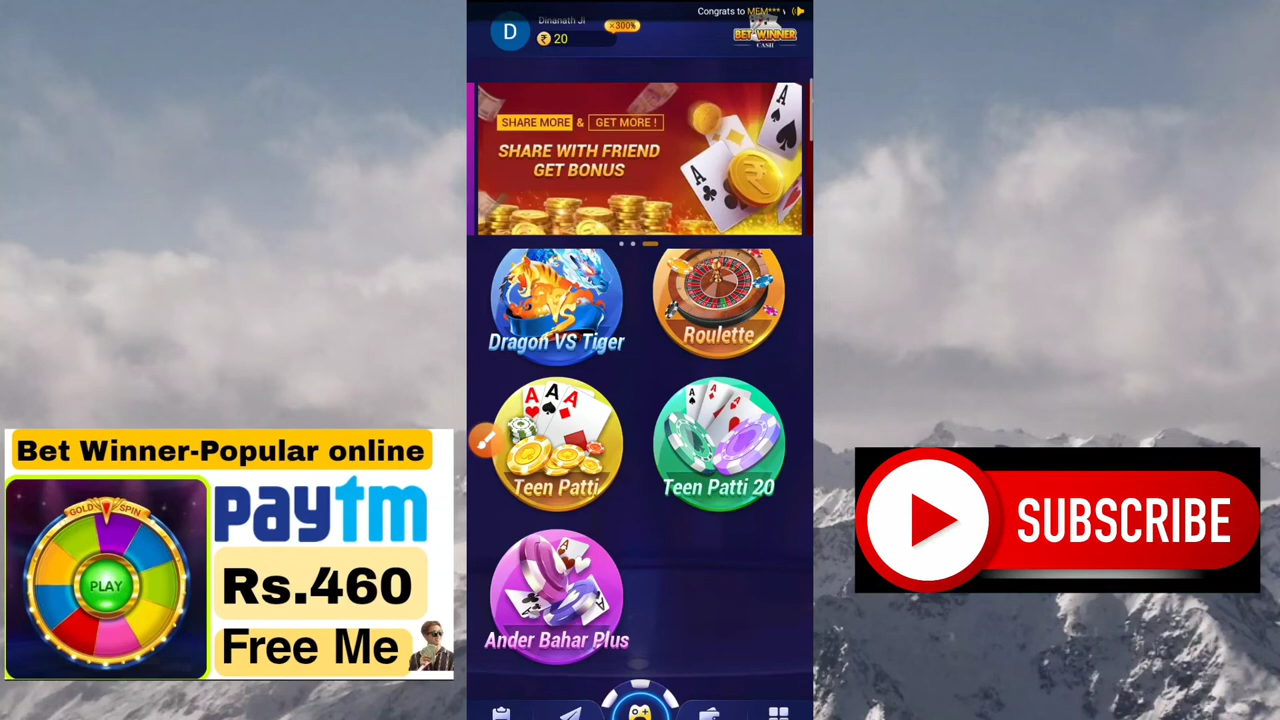 Congrats to MEM***
D
Dinanath Ji
₹ 20
×300%
BET WINNER
CASH
SHARE MORE & GET MORE !
SHARE WITH FRIEND
GET BONUS
Dragon VS Tiger
Roulette
Teen Patti
Teen Patti 20
Ander Bahar Plus
Bet Winner-Popular online
GOLD SPIN
PLAY
paytm
Rs.460
Free Me
SUBSCRIBE